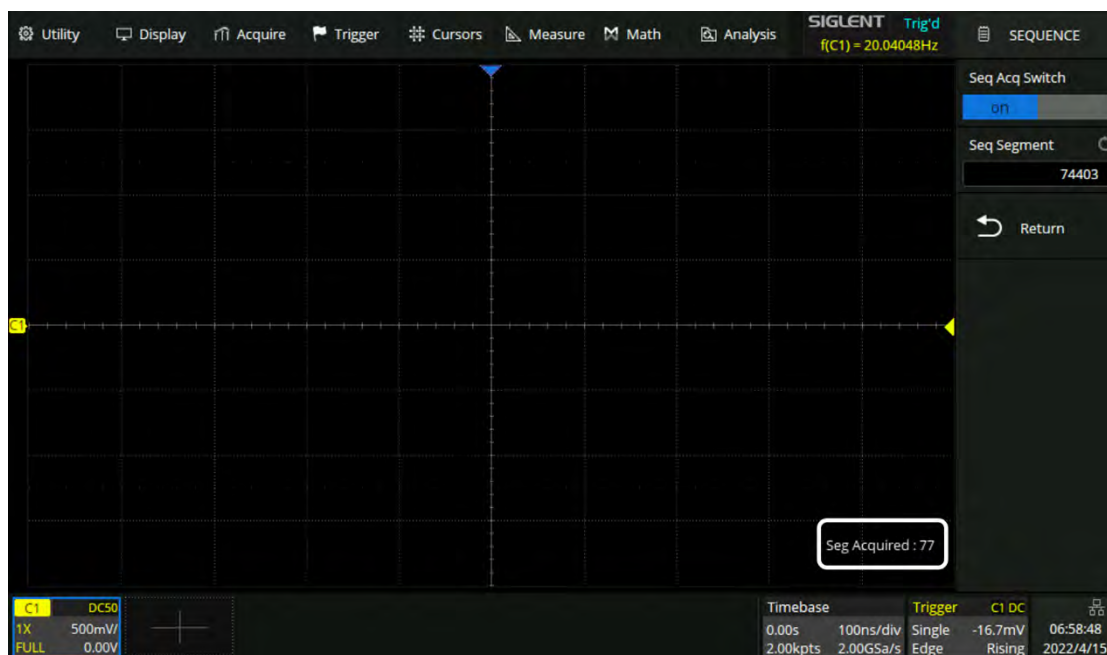 Utility Display Acquire Trigger Cursors Measure Math Analysis
SIGLENT Trig'd
f(C1) = 20.04048Hz
SEQUENCE
Seq Acq Switch
on
Seq Segment
74403
Return
C1
Seg Acquired : 77
C1 DC50
1X 500mV/
FULL 0.00V
Timebase
0.00s 100ns/div
2.00kpts 2.00GSa/s
Trigger C1 DC
Single -16.7mV
Edge Rising
06:58:48
2022/4/15